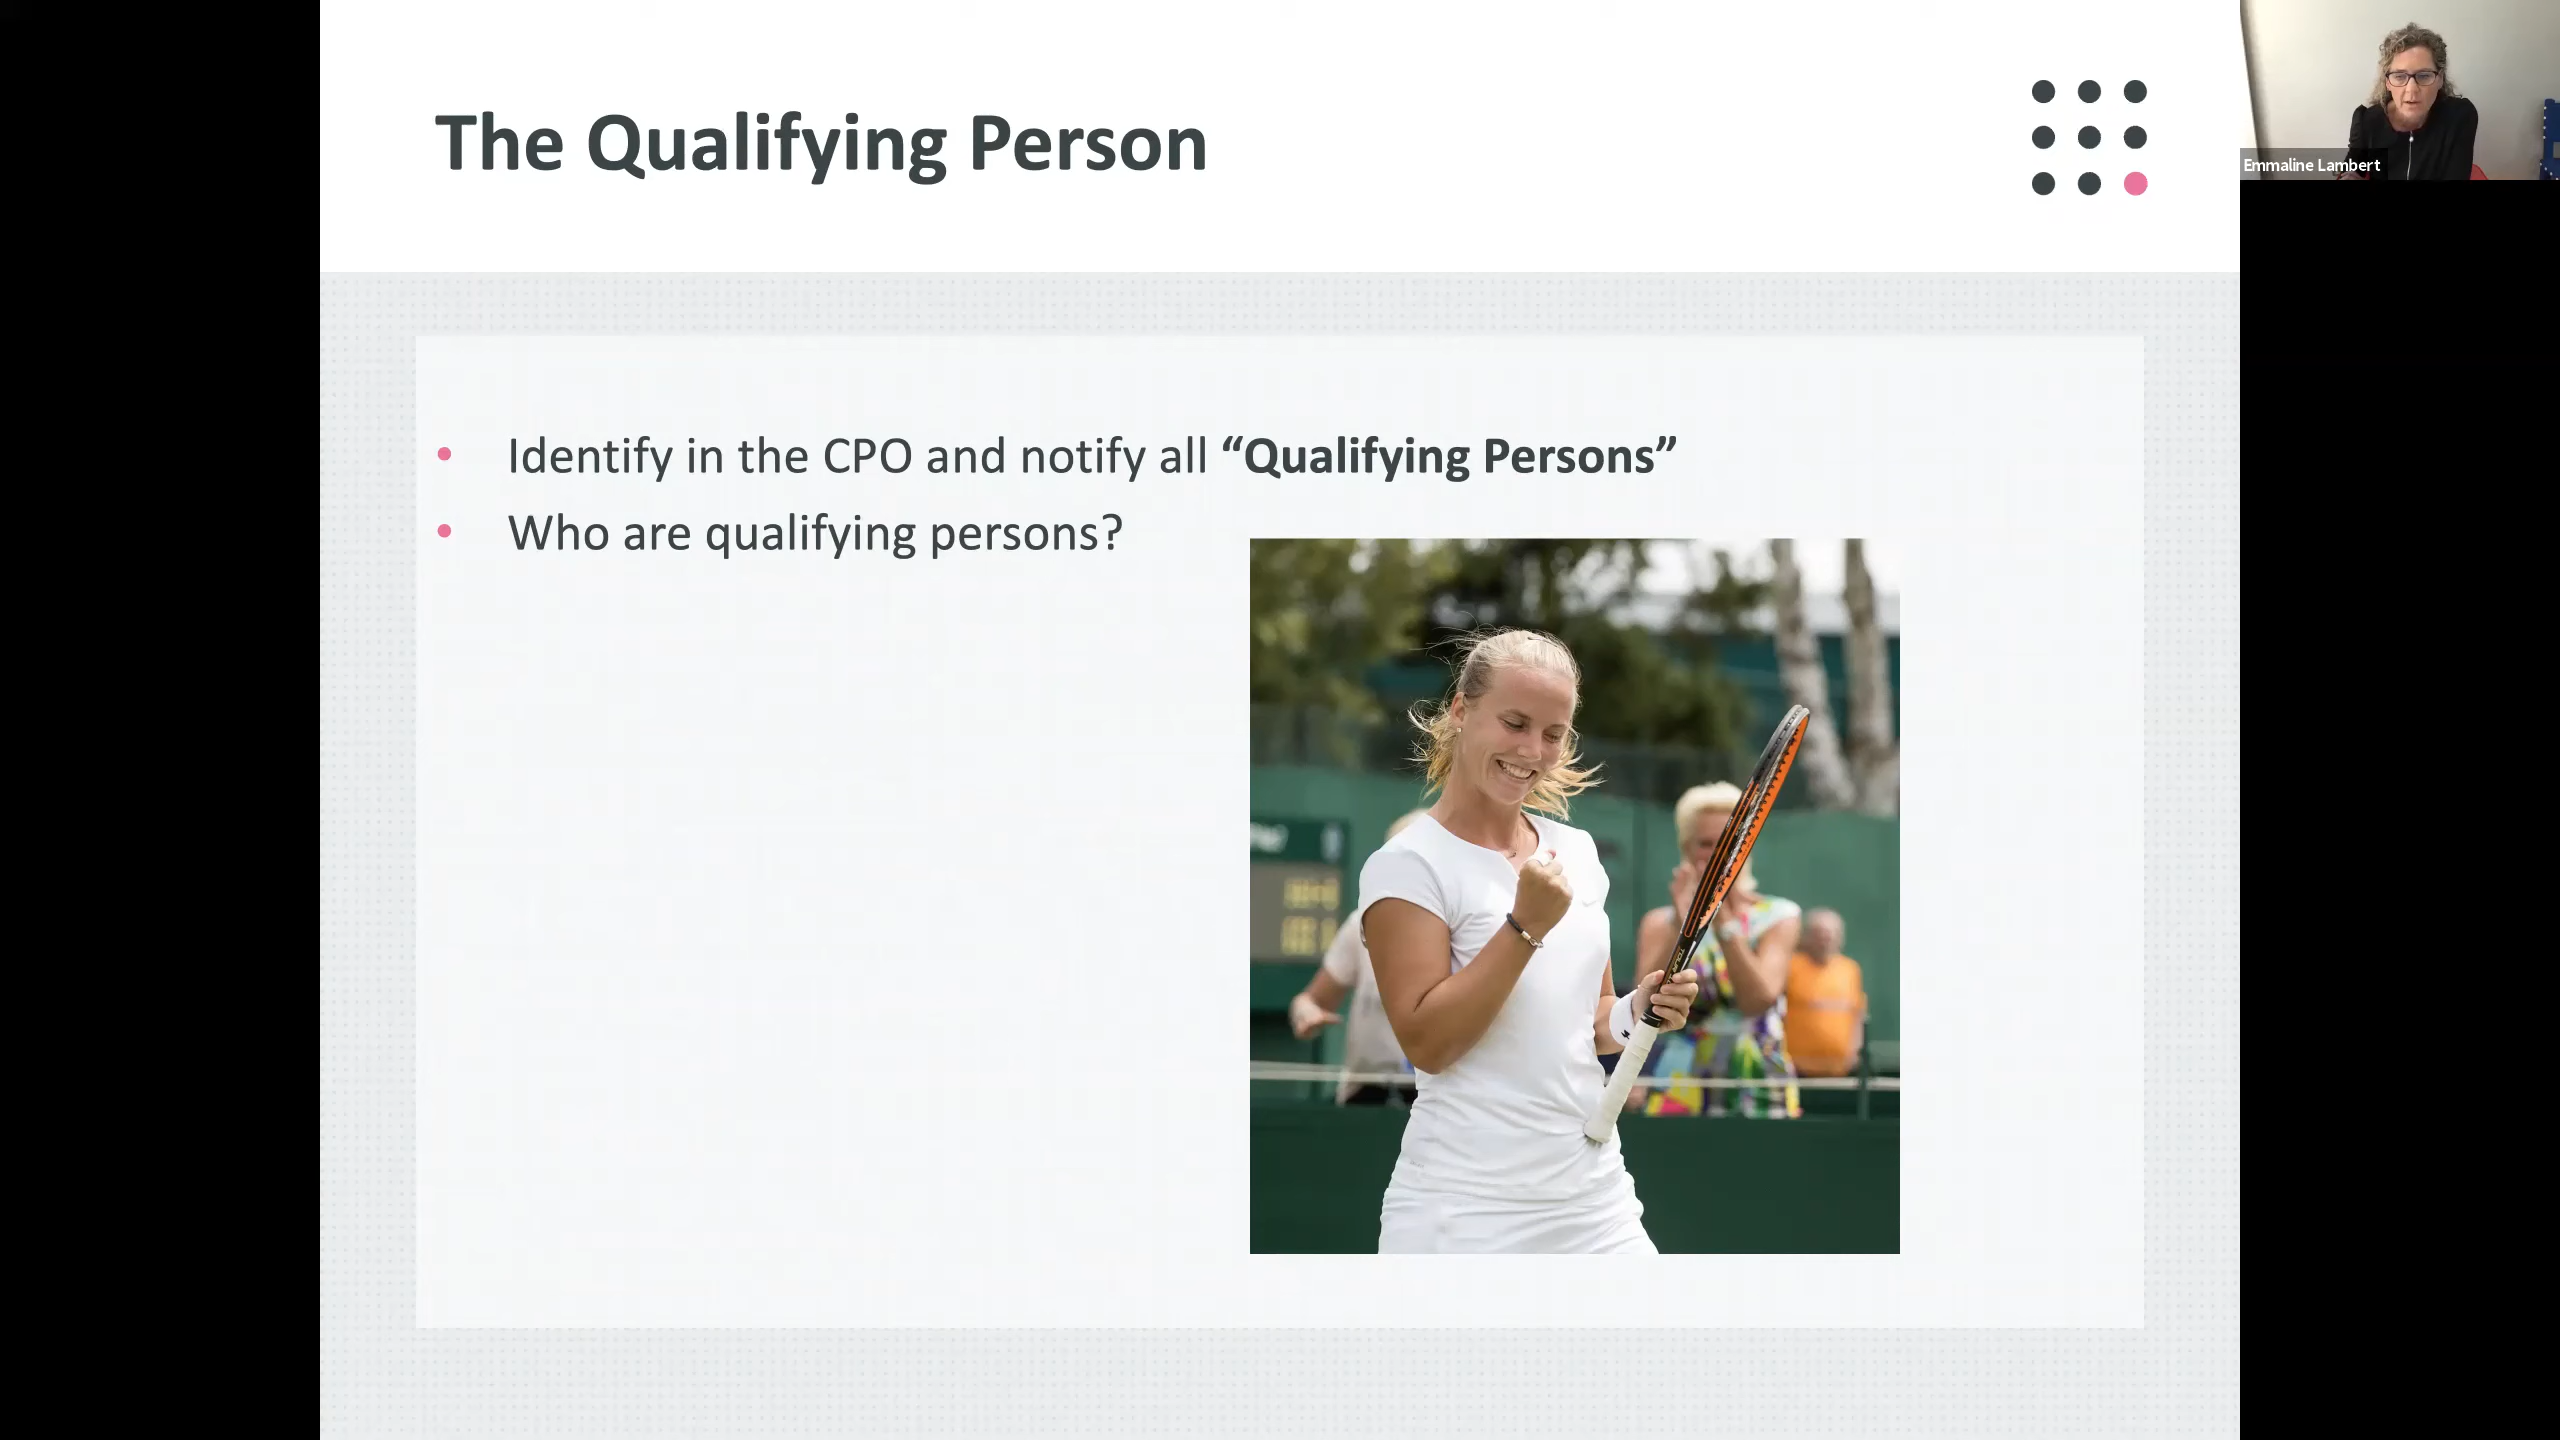 The Qualifying Person
Emmaline Lambert
• Identify in the CPO and notify all “Qualifying Persons”
• Who are qualifying persons?